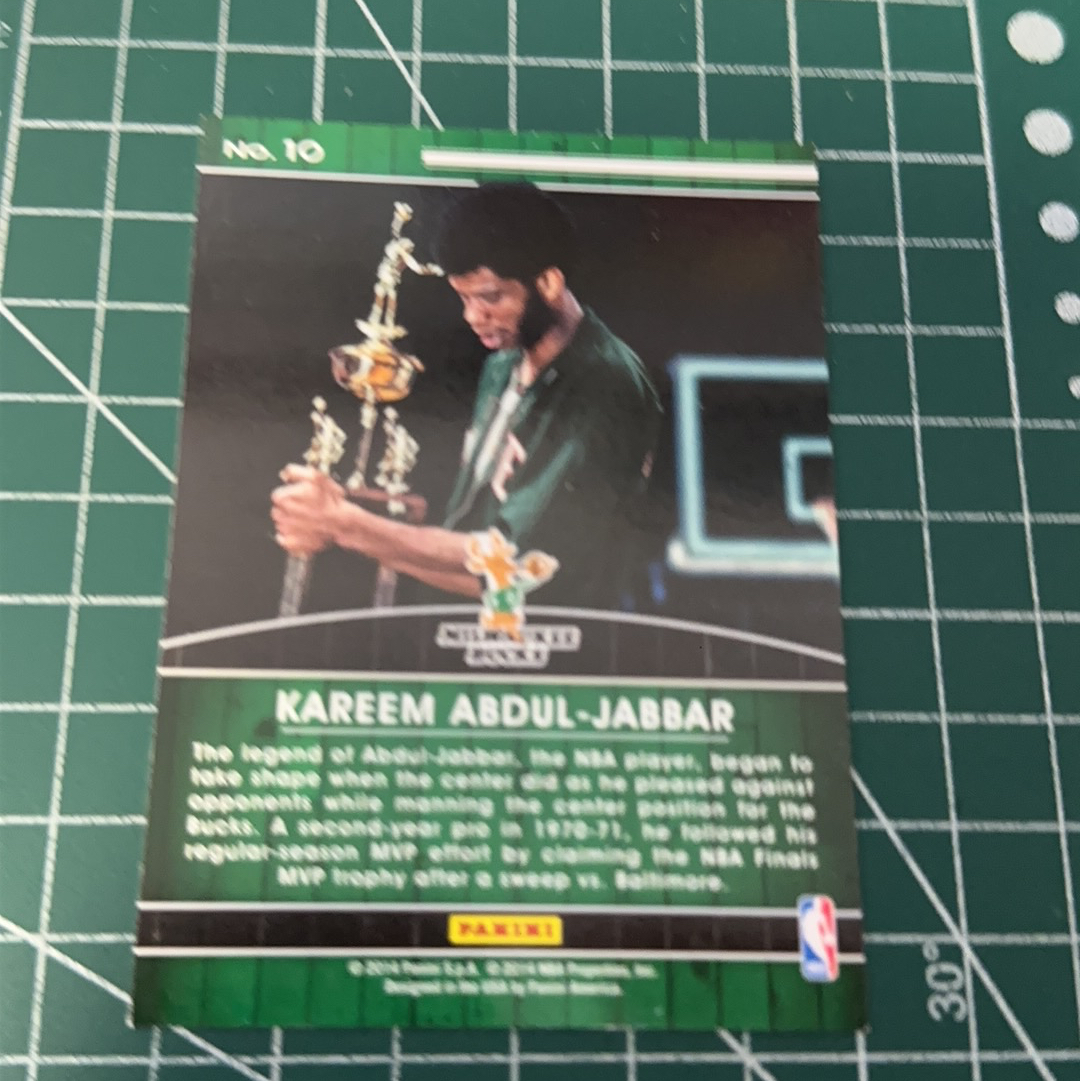 No. 10
MILWAUKEE
BUCKS
KAREEM ABDUL-JABBAR
The legend of Abdul-Jabbar, the NBA player, began to
take shape when the center did as he pleased against
opponents while manning the center position for the
Bucks. A second-year pro in 1970-71, he followed his
regular-season MVP effort by claiming the NBA Finals
MVP trophy after a sweep vs. Baltimore.
PANINI
© 2014 Panini S.p.A. © 2014 NBA Properties, Inc.
Designed in the USA by Panini America.
30°